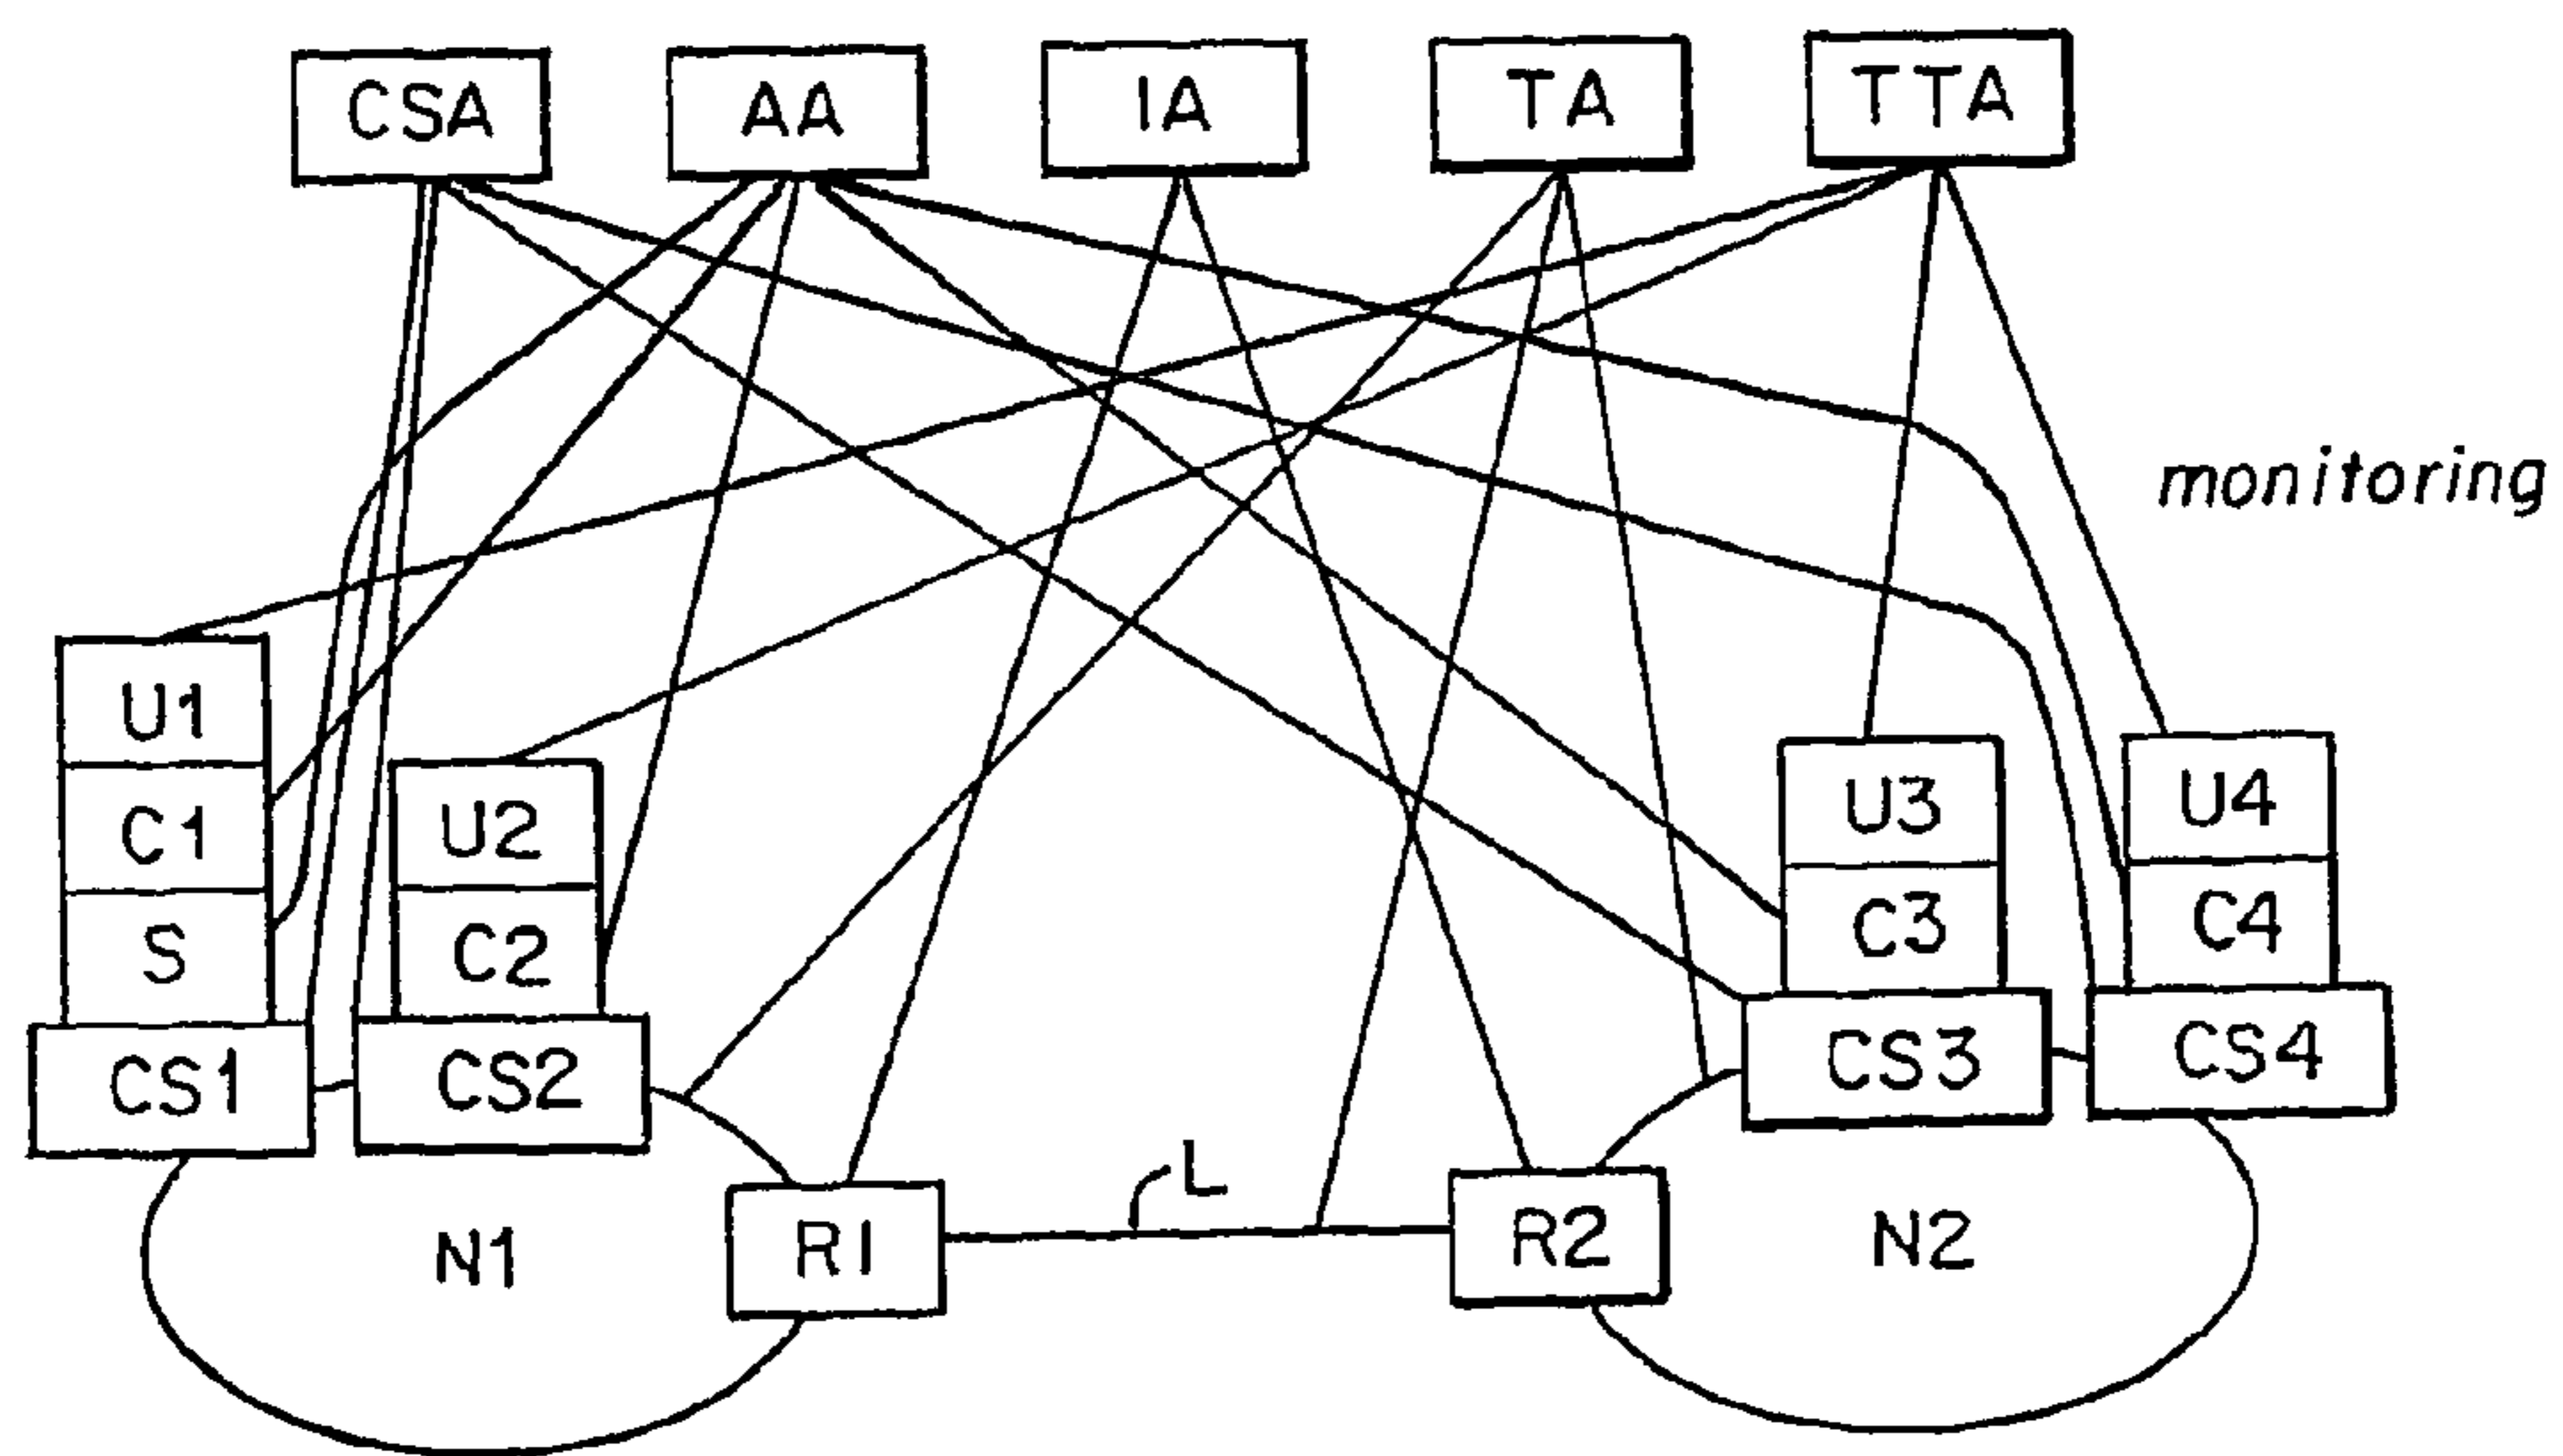 CSA AA IA TA TTA
monitoring
U1
C1
S
CS1
U2
C2
CS2
U3
C3
CS3
U4
C4
CS4
N1
R1
L
R2
N2